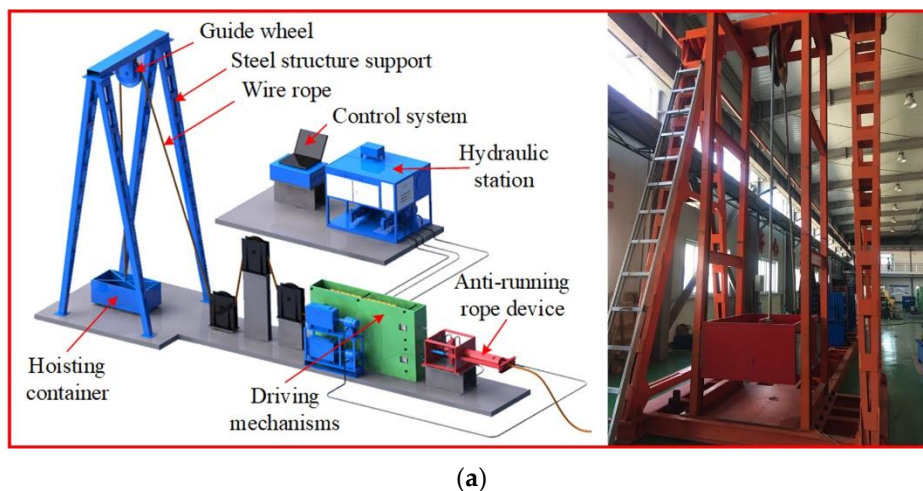 Guide wheel
Steel structure support
Wire rope
Control system
Hydraulic
station
Anti-running
rope device
Hoisting
container
Driving
mechanisms
(a)